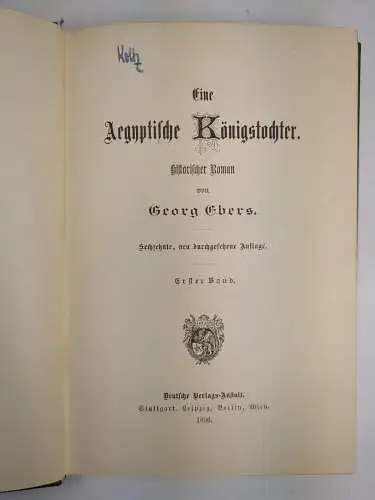 Eine
Aegyptische Königstochter.
Historischer Roman
von
Georg Ebers.
Sechzehnte, neu durchgesehene Auflage.
Erster Band.
Deutsche Verlags-Anstalt.
Stuttgart, Leipzig, Berlin, Wien.